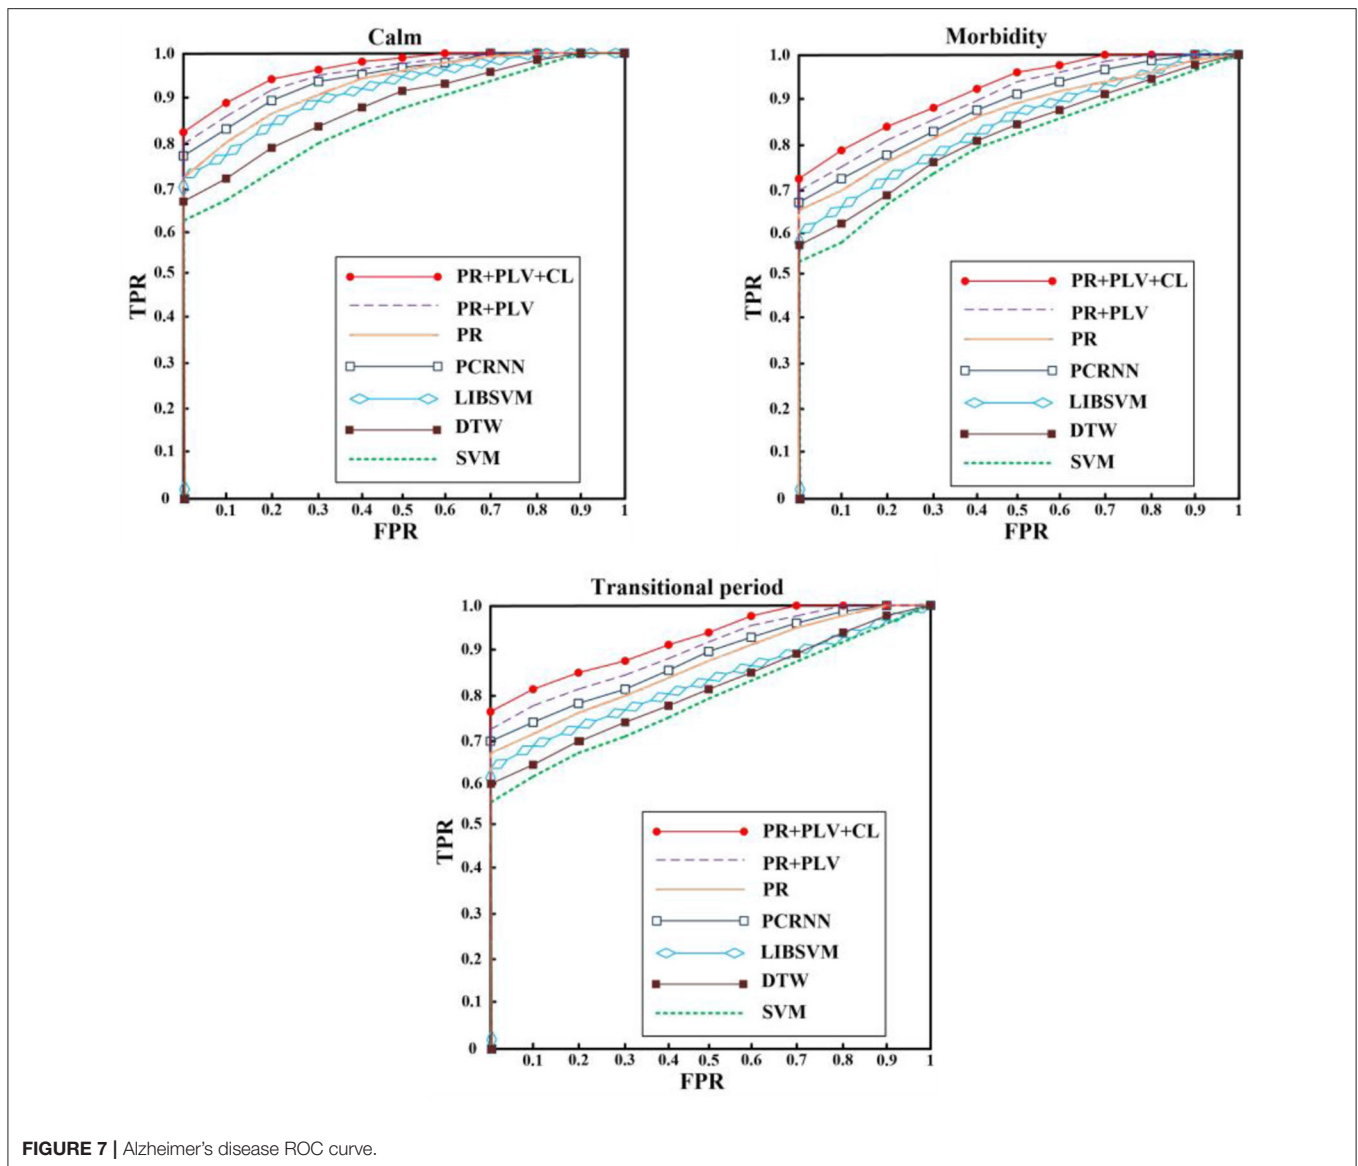 Calm
1.0
0.9
0.8
0.7
0.6
0.5
0.4
0.3
0.2
0.1
0
TPR
PR+PLV+CL
PR+PLV
PR
PCRNN
LIBSVM
DTW
SVM
0.1 0.2 0.3 0.4 0.5 0.6 0.7 0.8 0.9 1
FPR
Morbidity
1.0
0.9
0.8
0.7
0.6
0.5
0.4
0.3
0.2
0.1
0
TPR
PR+PLV+CL
PR+PLV
PR
PCRNN
LIBSVM
DTW
SVM
0.1 0.2 0.3 0.4 0.5 0.6 0.7 0.8 0.9 1
FPR
Transitional period
1.0
0.9
0.8
0.7
0.6
0.5
0.4
0.3
0.2
0.1
0
TPR
PR+PLV+CL
PR+PLV
PR
PCRNN
LIBSVM
DTW
SVM
0.1 0.2 0.3 0.4 0.5 0.6 0.7 0.8 0.9 1
FPR
FIGURE 7 | Alzheimer's disease ROC curve.